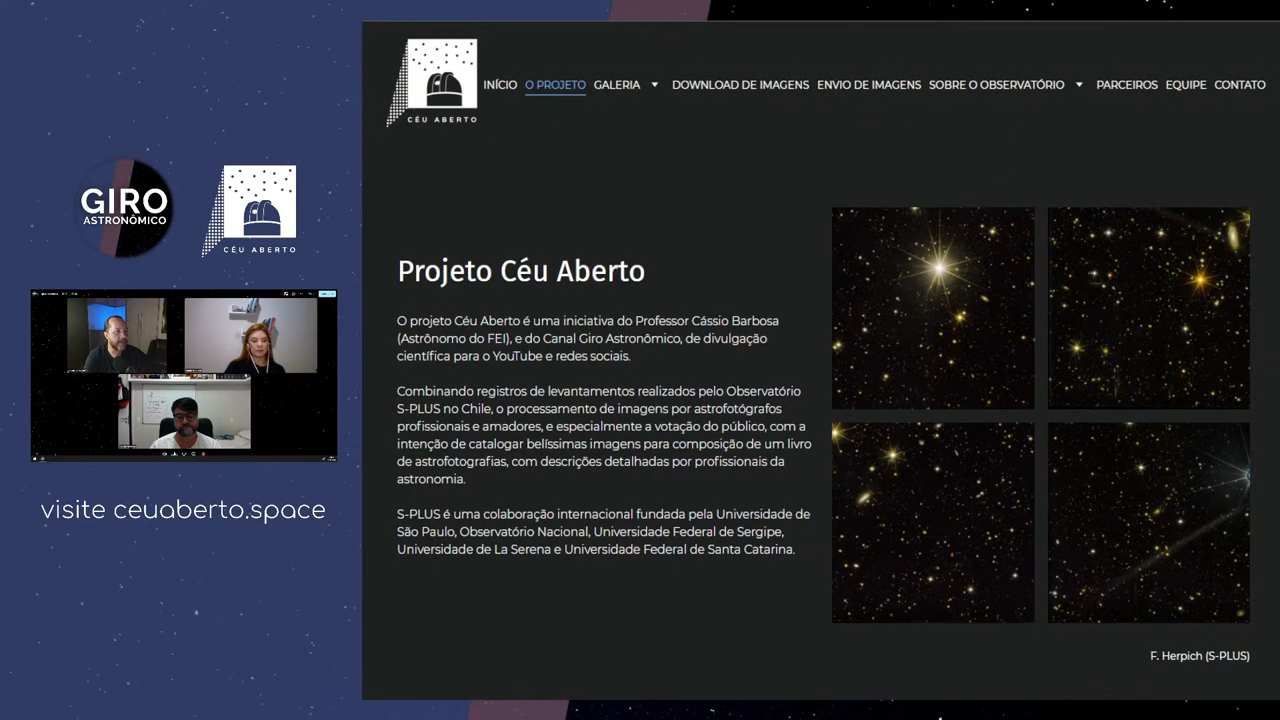 CÉU ABERTO
INÍCIO O PROJETO GALERIA DOWNLOAD DE IMAGENS ENVIO DE IMAGENS SOBRE O OBSERVATÓRIO PARCEIROS EQUIPE CONTATO
GIRO
ASTRONÔMICO
CÉU ABERTO
visite ceuaberto.space
Projeto Céu Aberto
O projeto Céu Aberto é uma iniciativa do Professor Cássio Barbosa
(Astrônomo do FEI), e do Canal Giro Astronômico, de divulgação
científica para o YouTube e redes sociais.
Combinando registros de levantamentos realizados pelo Observatório
S-PLUS no Chile, o processamento de imagens por astrofotógrafos
profissionais e amadores, e especialmente a votação do público, com a
intenção de catalogar belíssimas imagens para composição de um livro
de astrofotografias, com descrições detalhadas por profissionais da
astronomia.
S-PLUS é uma colaboração internacional fundada pela Universidade de
São Paulo, Observatório Nacional, Universidade Federal de Sergipe,
Universidade de La Serena e Universidade Federal de Santa Catarina.
F. Herpich (S-PLUS)